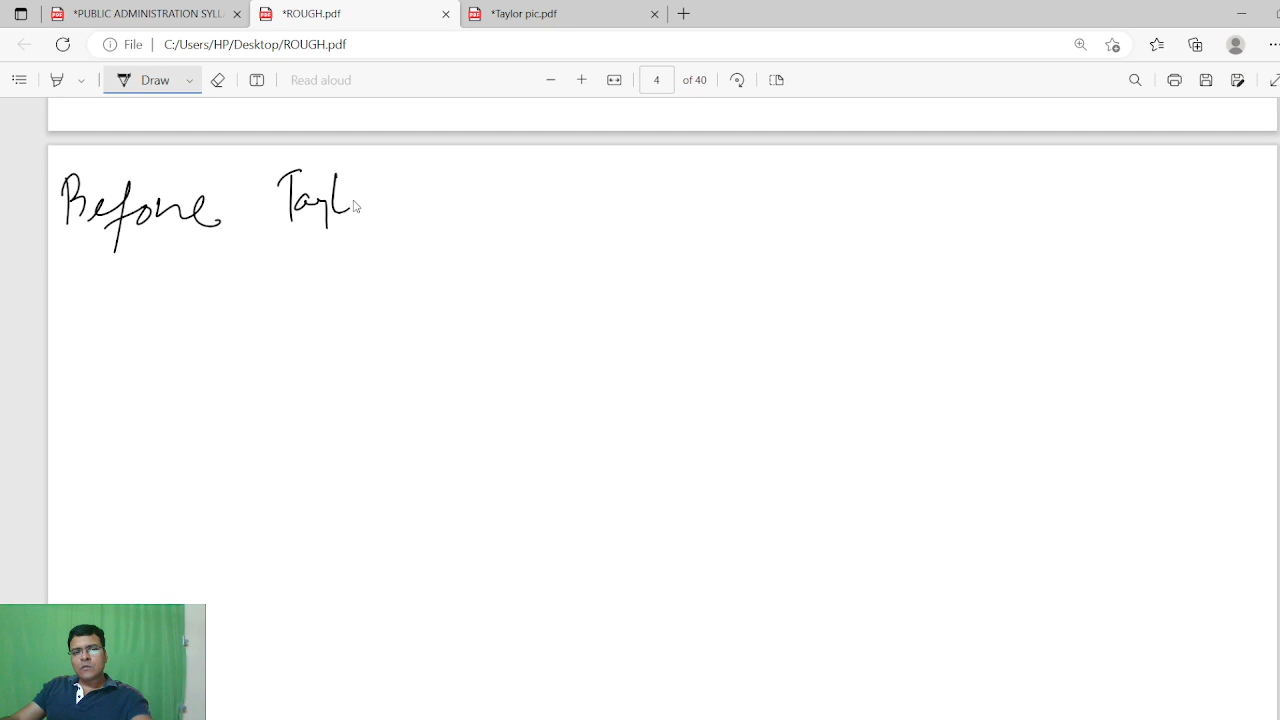 *PUBLIC ADMINISTRATION SYLLA
*ROUGH.pdf
*Taylor pic.pdf
File
C:/Users/HP/Desktop/ROUGH.pdf
Draw
Read aloud
4
of 40
Before Tayl